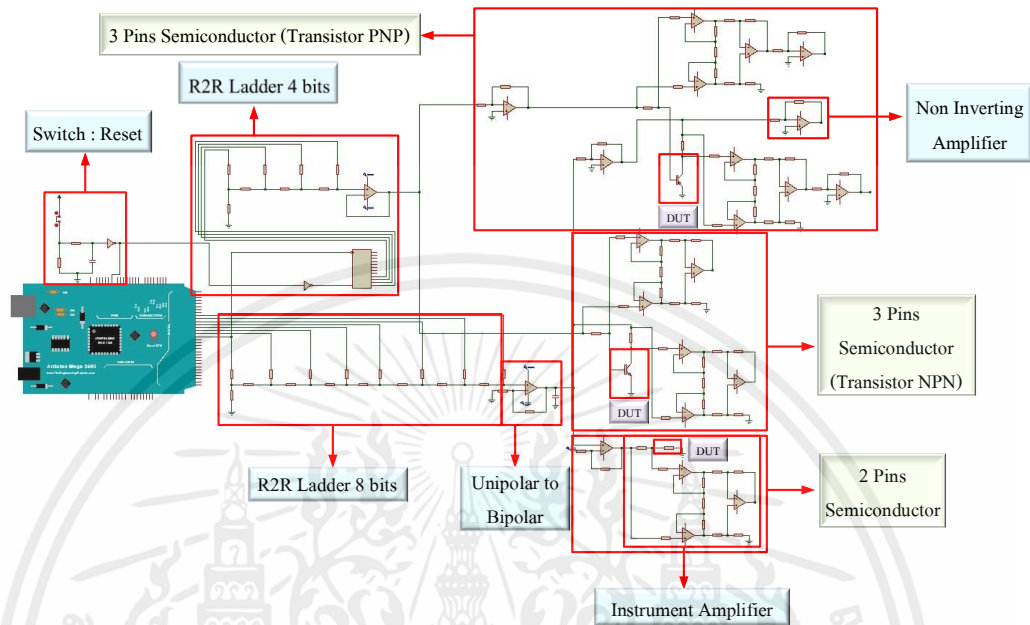 3 Pins Semiconductor (Transistor PNP)
R2R Ladder 4 bits
Switch : Reset
Non Inverting
Amplifier
DUT
3 Pins
Semiconductor
(Transistor NPN)
DUT
Arduino Mega 2560
DUT
R2R Ladder 8 bits
Unipolar to
Bipolar
2 Pins
Semiconductor
Instrument Amplifier